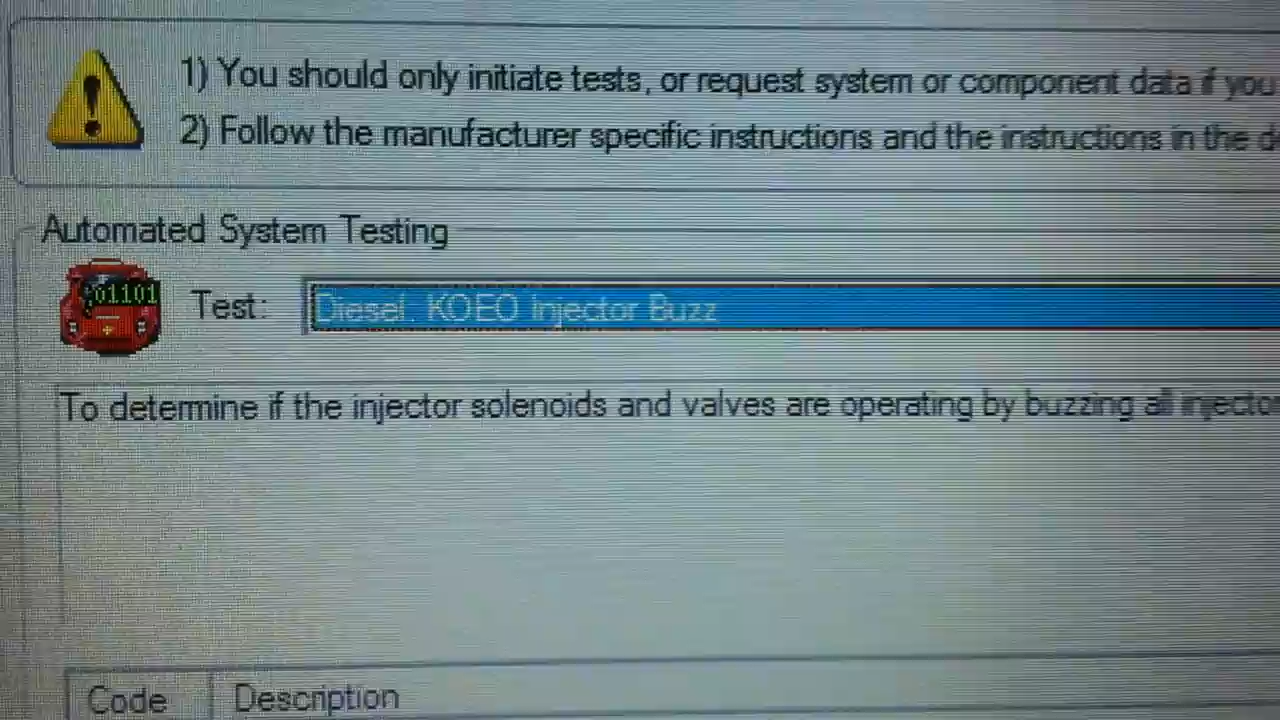 1) You should only initiate tests, or request system or component data if you
2) Follow the manufacturer specific instructions and the instructions in the
Automated System Testing
01101
Test: Diesel. KOEO Injector Buzz
To determine if the injector solenoids and valves are operating by buzzing all
Code Description